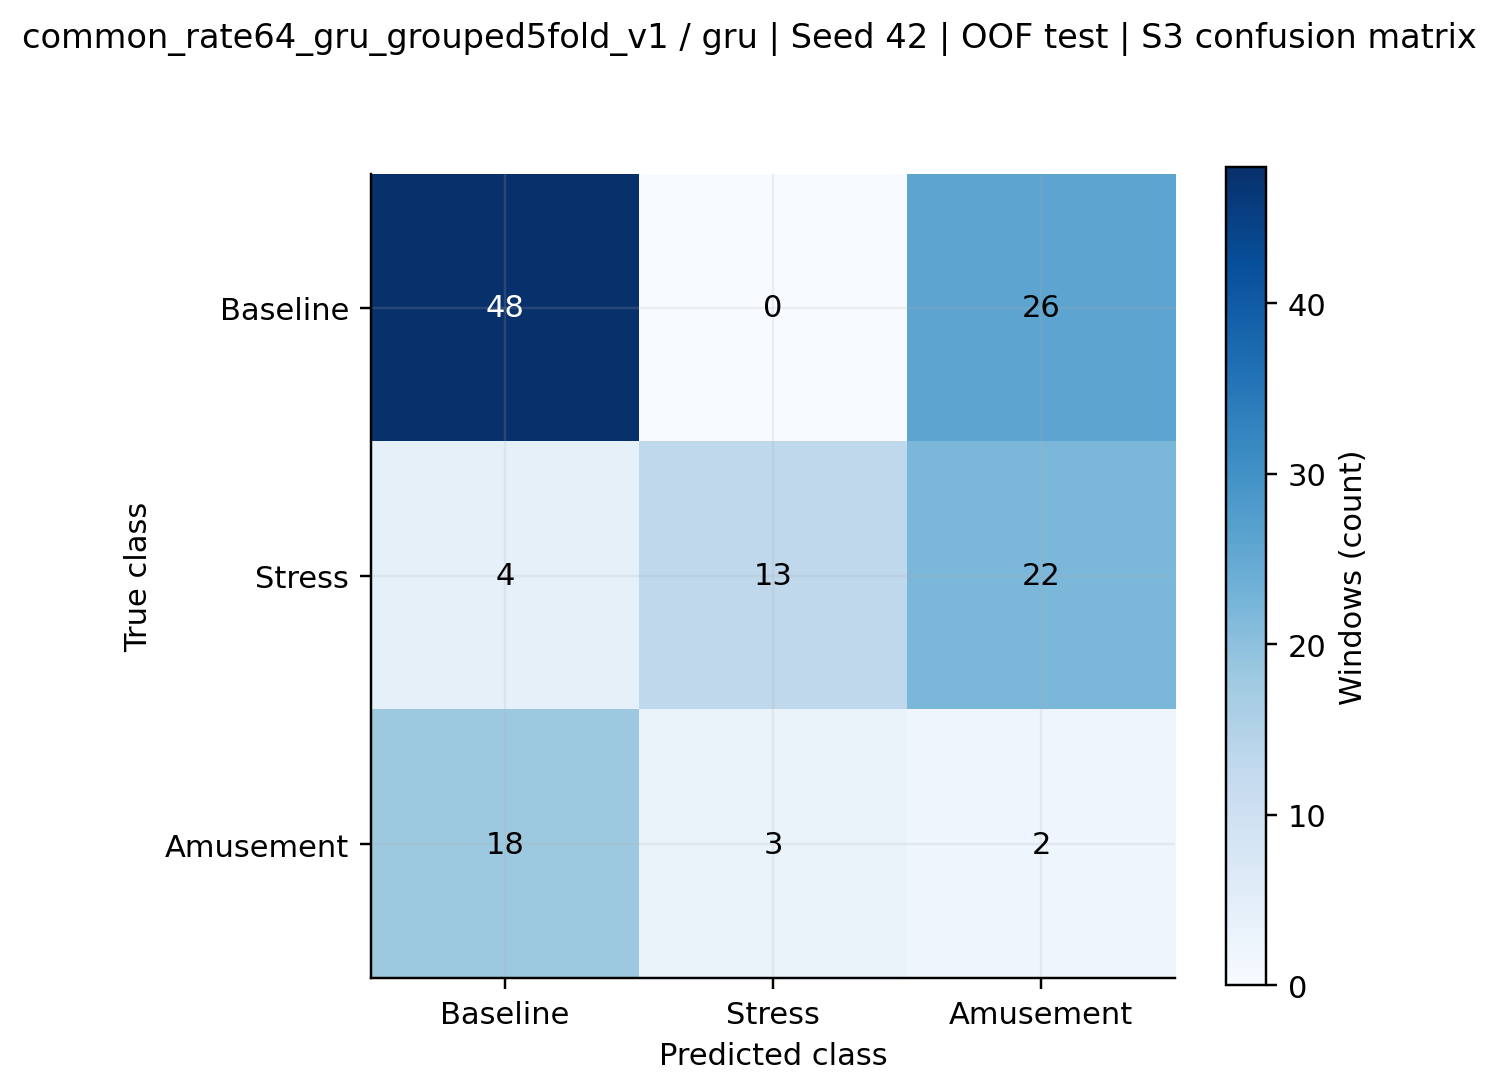 common_rate64_gru_grouped5fold_v1 / gru | Seed 42 | OOF test | S3 confusion matrix
Baseline
48
0
26
Stress
4
13
22
Amusement
18
3
2
Baseline
Stress
Amusement
Predicted class
True class
40
30
20
10
0
Windows (count)